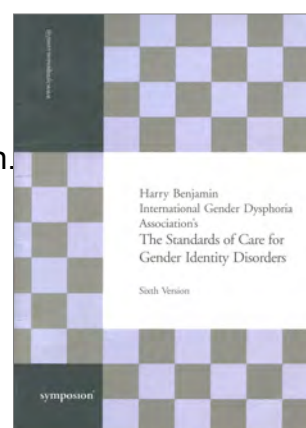 n.
Harry Benjamin
International Gender Dysphoria
Association's
The Standards of Care for
Gender Identity Disorders
Sixth Version
symposion